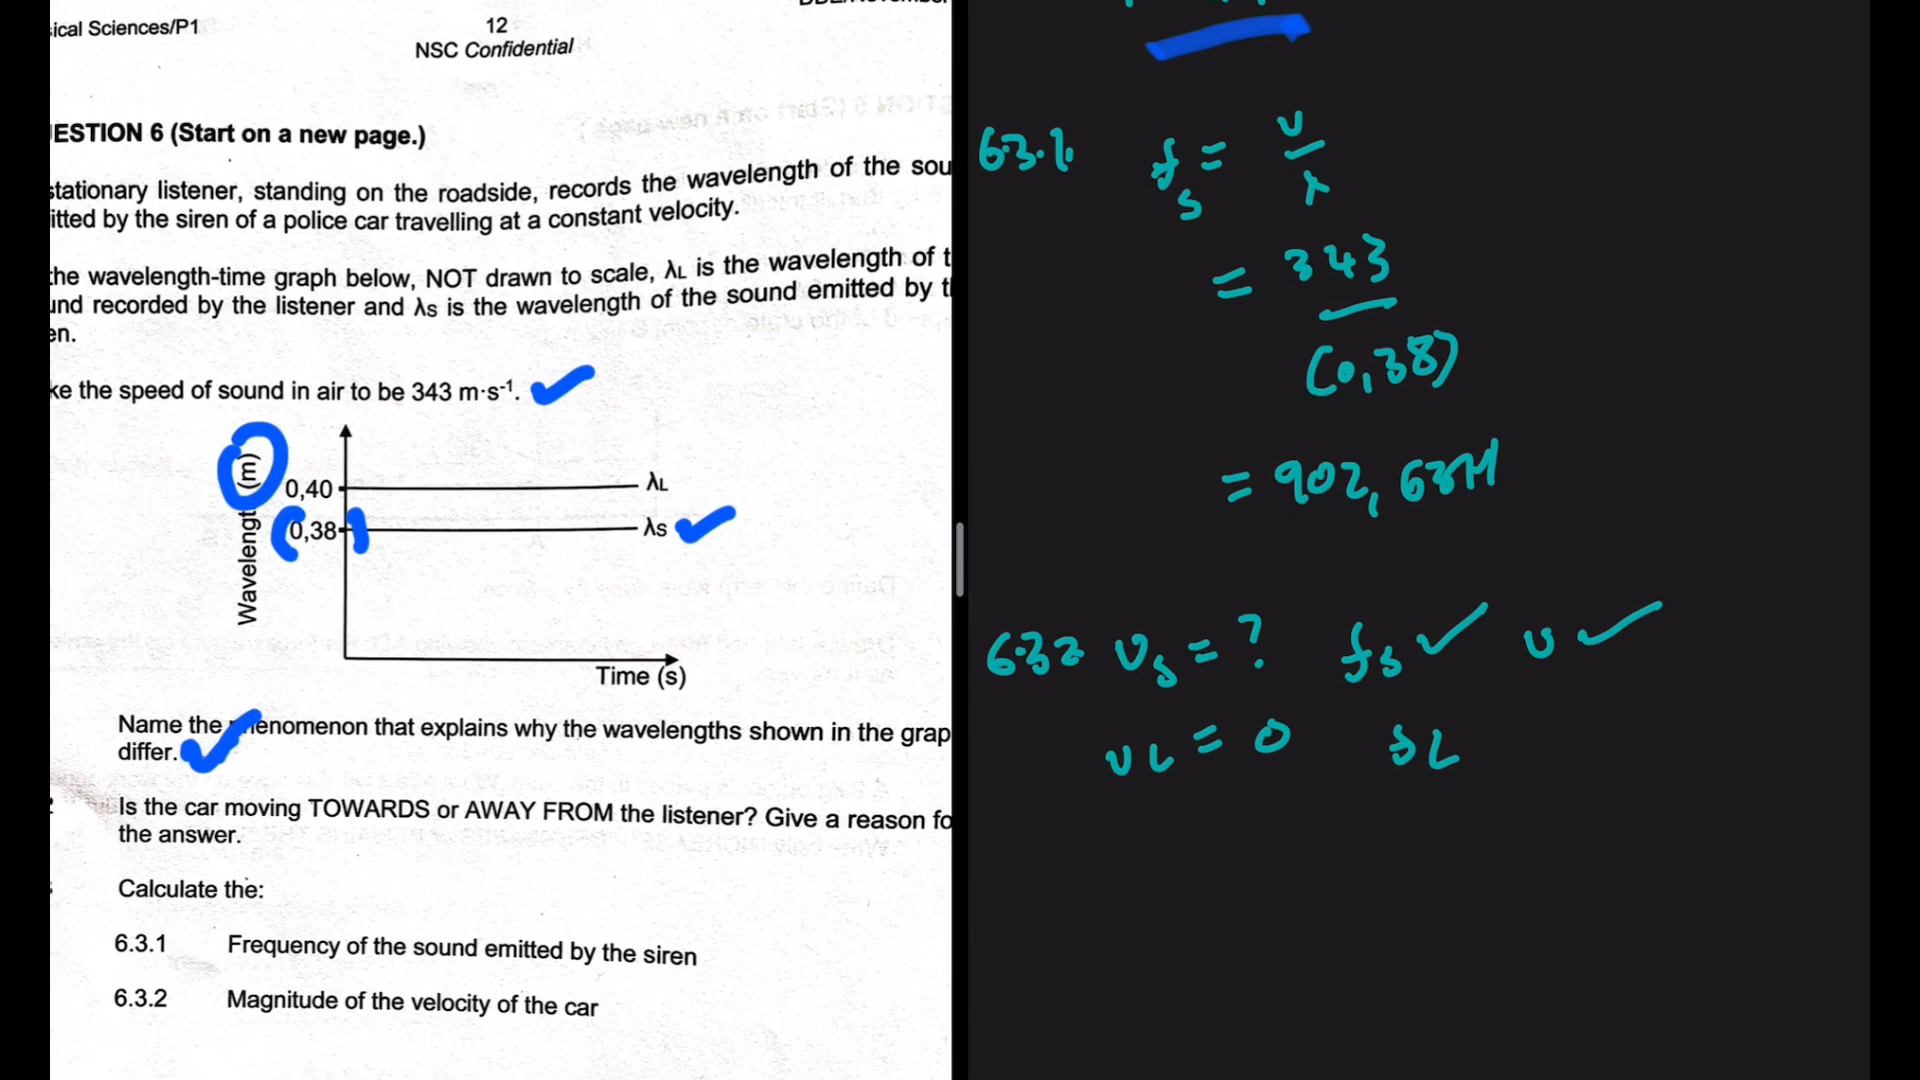 ical Sciences/P1
12
NSC Confidential
ESTION 6 (Start on a new page.)
stationary listener, standing on the roadside, records the wavelength of the sou
itted by the siren of a police car travelling at a constant velocity.
the wavelength-time graph below, NOT drawn to scale, λL is the wavelength of t
und recorded by the listener and λS is the wavelength of the sound emitted by t
en.
ke the speed of sound in air to be 343 m·s⁻¹.
Wavelengt (m)
0,40
λL
0,38
λS
Time (s)
Name the enomenon that explains why the wavelengths shown in the grap
differ.
Is the car moving TOWARDS or AWAY FROM the listener? Give a reason fo
the answer.
Calculate the:
6.3.1 Frequency of the sound emitted by the siren
6.3.2 Magnitude of the velocity of the car
6.3.1 fs = v/λ
= 343
(0,38)
= 902,63H
6.3.2 vs = ? fs ✓ v ✓
vL = 0